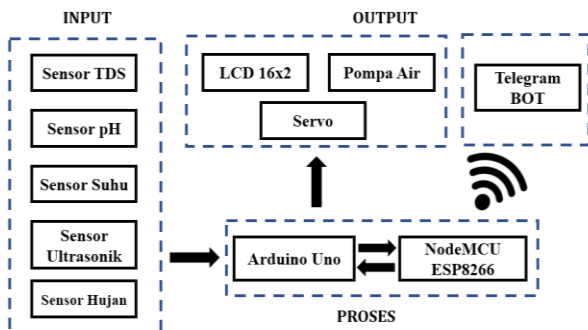 INPUT
OUTPUT
Sensor TDS
Sensor pH
Sensor Suhu
Sensor
Ultrasonik
Sensor Hujan
LCD 16x2
Pompa Air
Servo
Telegram
BOT
Arduino Uno
NodeMCU
ESP8266
PROSES